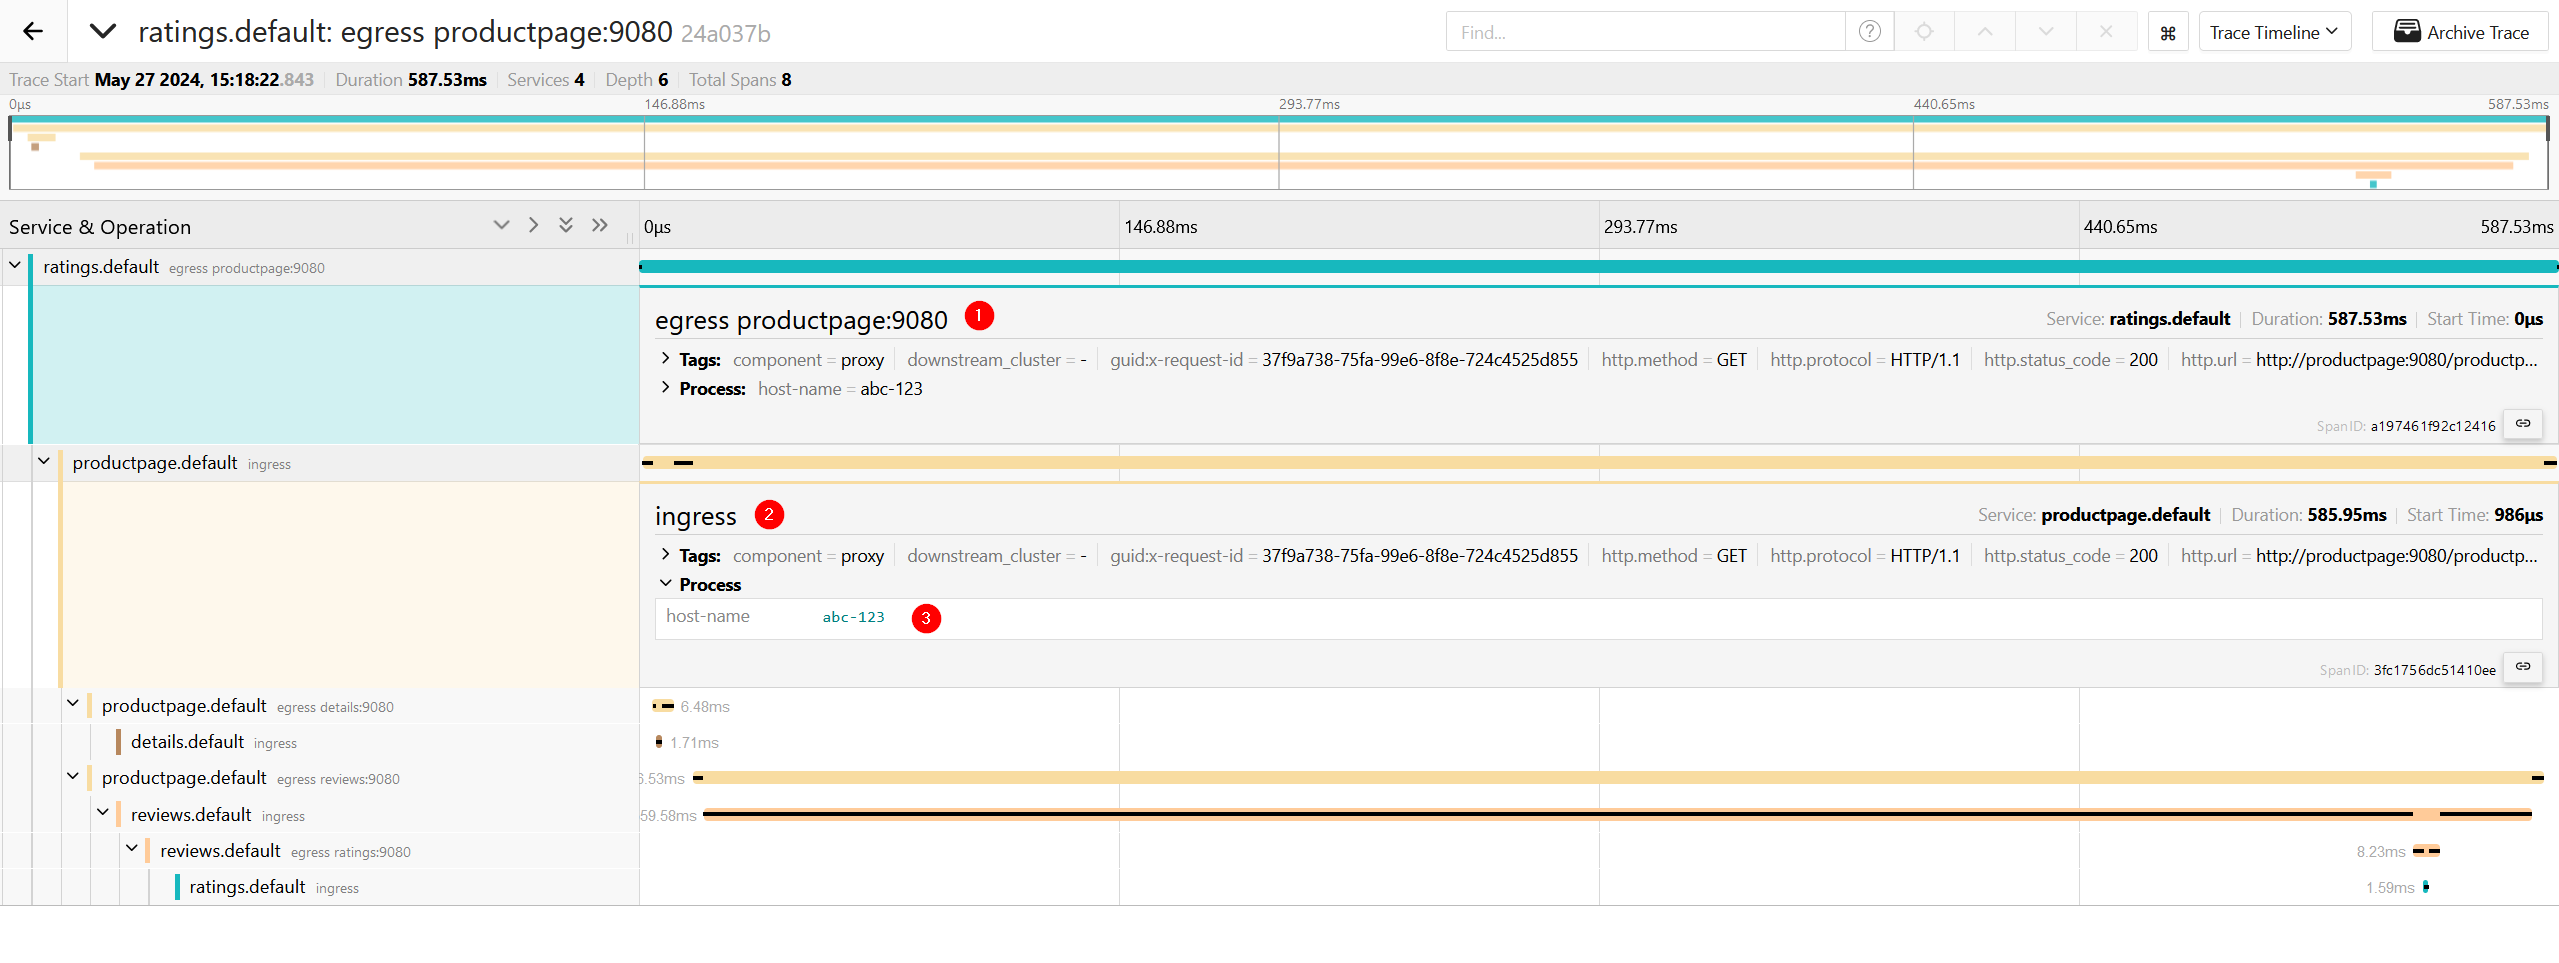 ratings.default: egress productpage:9080 24a037b
Find...
Trace Timeline
Archive Trace
Trace Start May 27 2024, 15:18:22.843 Duration 587.53ms Services 4 Depth 6 Total Spans 8
0μs 146.88ms 293.77ms 440.65ms 587.53ms
Service & Operation
0μs 146.88ms 293.77ms 440.65ms 587.53ms
ratings.default egress productpage:9080
egress productpage:9080 1 Service: ratings.default Duration: 587.53ms Start Time: 0μs
Tags: component = proxy downstream_cluster = - guid:x-request-id = 37f9a738-75fa-99e6-8f8e-724c4525d855 http.method = GET http.protocol = HTTP/1.1 http.status_code = 200 http.url = http://productpage:9080/productp...
Process: host-name = abc-123
SpanID: a197461f92c12416
productpage.default ingress
ingress 2 Service: productpage.default Duration: 585.95ms Start Time: 986μs
Tags: component = proxy downstream_cluster = - guid:x-request-id = 37f9a738-75fa-99e6-8f8e-724c4525d855 http.method = GET http.protocol = HTTP/1.1 http.status_code = 200 http.url = http://productpage:9080/productp...
Process
host-name abc-123 3
SpanID: 3fc1756dc51410ee
productpage.default egress details:9080 6.48ms
details.default ingress 1.71ms
productpage.default egress reviews:9080 .53ms
reviews.default ingress 59.58ms
reviews.default egress ratings:9080 8.23ms
ratings.default ingress 1.59ms